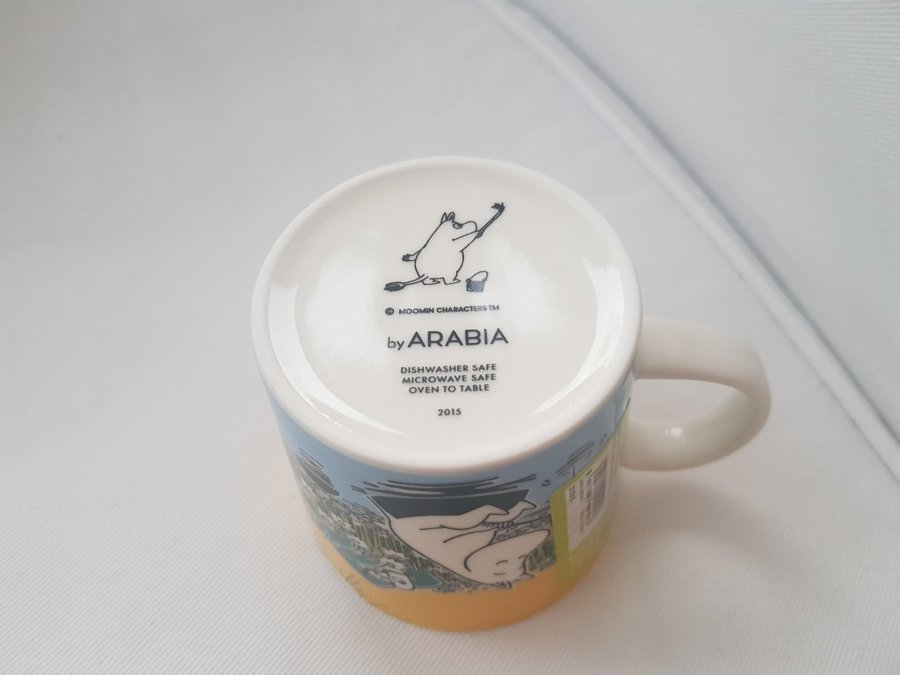 © MOOMIN CHARACTERS TM
by ARABIA
DISHWASHER SAFE
MICROWAVE SAFE
OVEN TO TABLE
2015